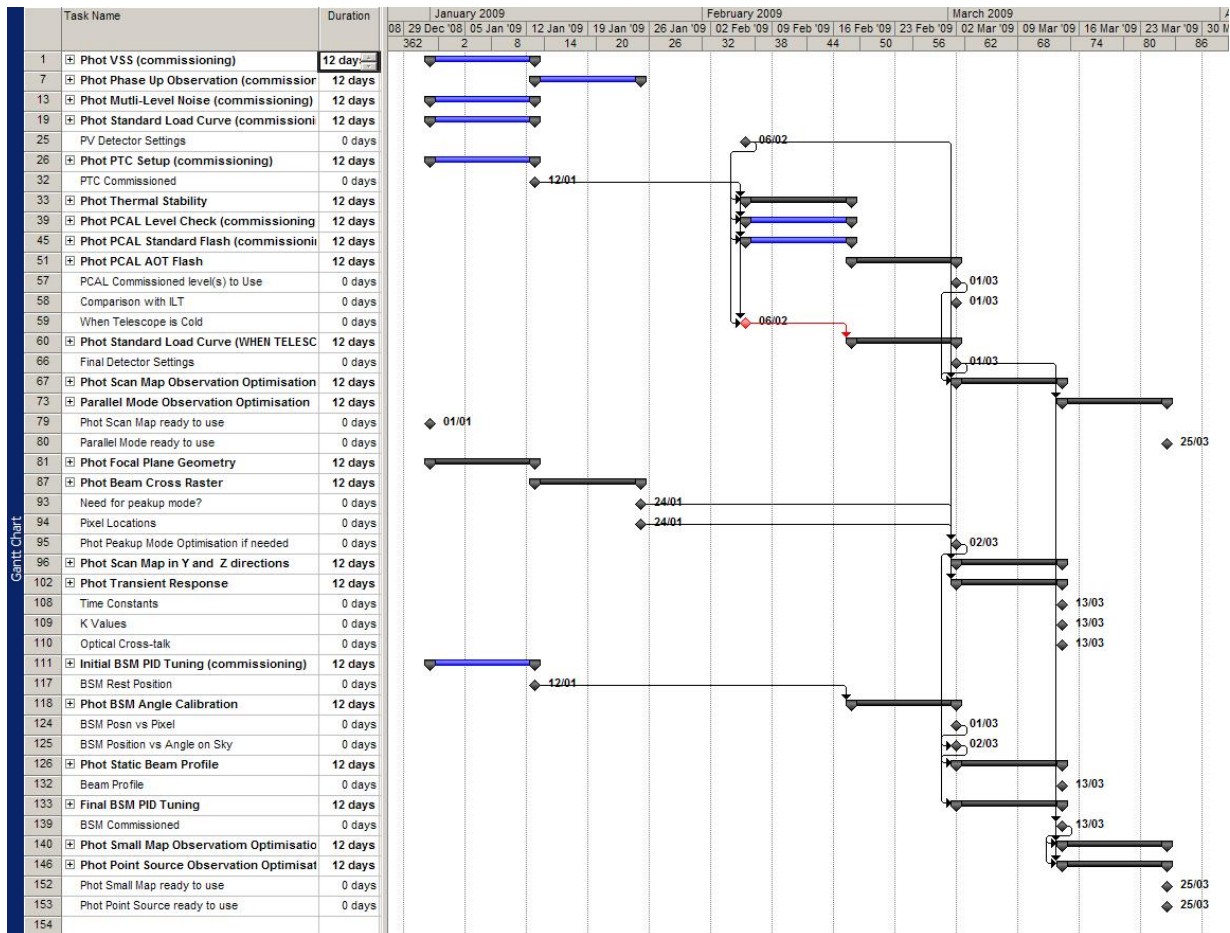 Task Name Duration January 2009 February 2009 March 2009 A
08 29 Dec '08 05 Jan '09 12 Jan '09 19 Jan '09 26 Jan '09 02 Feb '09 09 Feb '09 16 Feb '09 23 Feb '09 02 Mar '09 09 Mar '09 16 Mar '09 23 Mar '09 30 M
362 2 8 14 20 26 32 38 44 50 56 62 68 74 80 86
1 Phot VSS (commissioning) 12 days
7 Phot Phase Up Observation (commission 12 days
13 Phot Mutli-Level Noise (commissioning) 12 days
19 Phot Standard Load Curve (commissioni 12 days
25 PV Detector Settings 0 days 06/02
26 Phot PTC Setup (commissioning) 12 days
32 PTC Commissioned 0 days 12/01
33 Phot Thermal Stability 12 days
39 Phot PCAL Level Check (commissioning 12 days
45 Phot PCAL Standard Flash (commissionii 12 days
51 Phot PCAL AOT Flash 12 days
57 PCAL Commissioned level(s) to Use 0 days 01/03
58 Comparison with ILT 0 days 01/03
59 When Telescope is Cold 0 days 06/02
60 Phot Standard Load Curve (WHEN TELESC 12 days
66 Final Detector Settings 0 days 01/03
67 Phot Scan Map Observation Optimisation 12 days
73 Parallel Mode Observation Optimisation 12 days
79 Phot Scan Map ready to use 0 days 01/01
80 Parallel Mode ready to use 0 days 25/03
81 Phot Focal Plane Geometry 12 days
87 Phot Beam Cross Raster 12 days
93 Need for peakup mode? 0 days 24/01
94 Pixel Locations 0 days 24/01
95 Phot Peakup Mode Optimisation if needed 0 days 02/03
96 Phot Scan Map in Y and Z directions 12 days
102 Phot Transient Response 12 days
108 Time Constants 0 days 13/03
109 K Values 0 days 13/03
110 Optical Cross-talk 0 days 13/03
111 Initial BSM PID Tuning (commissioning) 12 days
117 BSM Rest Position 0 days 12/01
118 Phot BSM Angle Calibration 12 days
124 BSM Posn vs Pixel 0 days 01/03
125 BSM Position vs Angle on Sky 0 days 02/03
126 Phot Static Beam Profile 12 days
132 Beam Profile 0 days 13/03
133 Final BSM PID Tuning 12 days
139 BSM Commissioned 0 days 13/03
140 Phot Small Map Observatiom Optimisatio 12 days
146 Phot Point Source Observation Optimisat 12 days
152 Phot Small Map ready to use 0 days 25/03
153 Phot Point Source ready to use 0 days 25/03
154
Gantt Chart